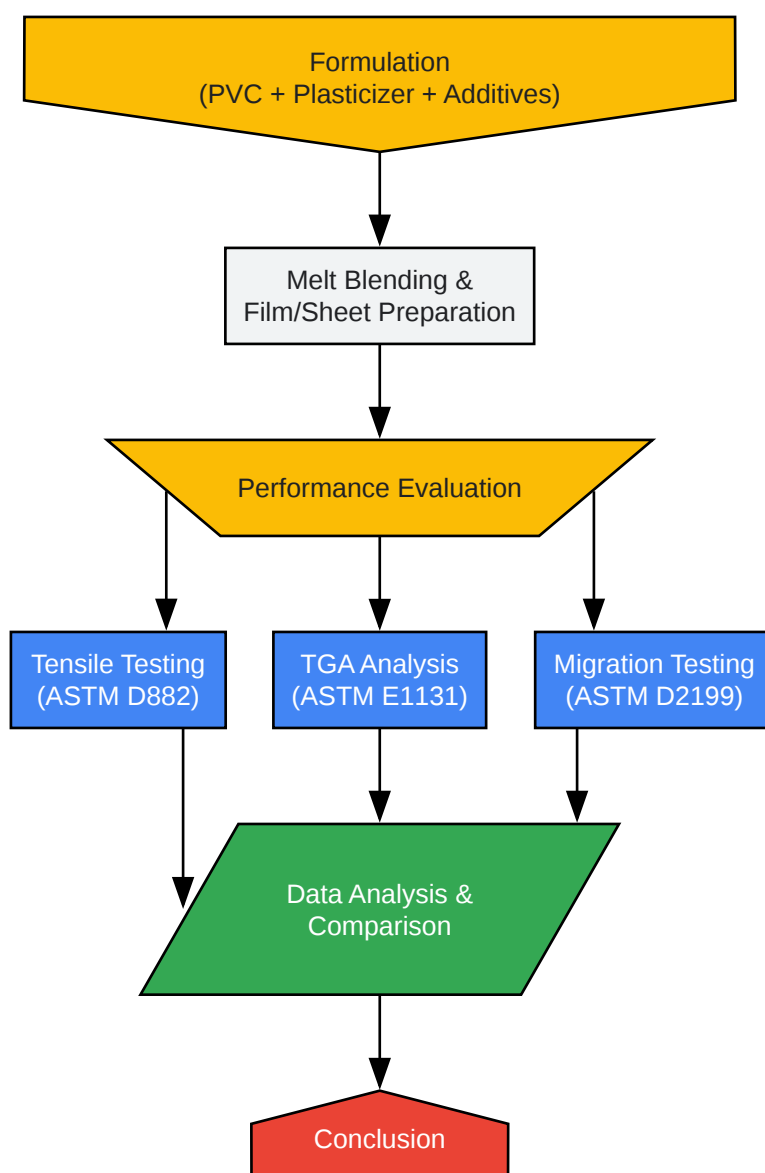 Formulation
(PVC + Plasticizer + Additives)
Melt Blending &
Film/Sheet Preparation
Performance Evaluation
Tensile Testing
(ASTM D882)
TGA Analysis
(ASTM E1131)
Migration Testing
(ASTM D2199)
Data Analysis &
Comparison
Conclusion